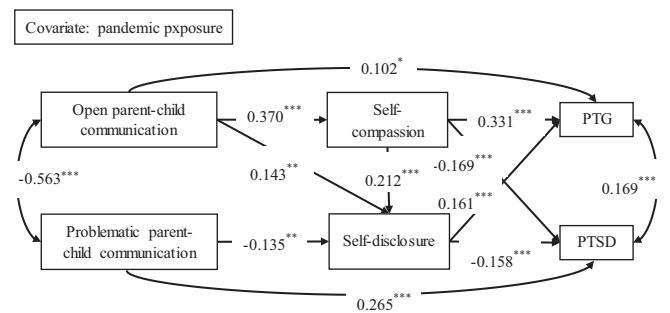 Covariate: pandemic pxposure
0.102*
Open parent-child
communication
0.370***
Self-
compassion
0.331***
PTG
-0.169***
-0.563***
0.143**
0.212***
0.161***
0.169***
Problematic parent-
child communication
-0.135**
Self-disclosure
-0.158***
PTSD
0.265***